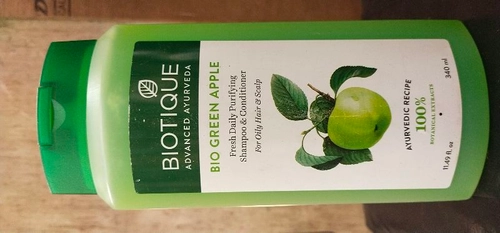 BIOTIQUE
ADVANCED AYURVEDA
BIO GREEN APPLE
Fresh Daily Purifying
Shampoo & Conditioner
For Oily Hair & Scalp
AYURVEDIC RECIPE
100%
BOTANICAL EXTRACTS
11.49 fl. oz
340 ml